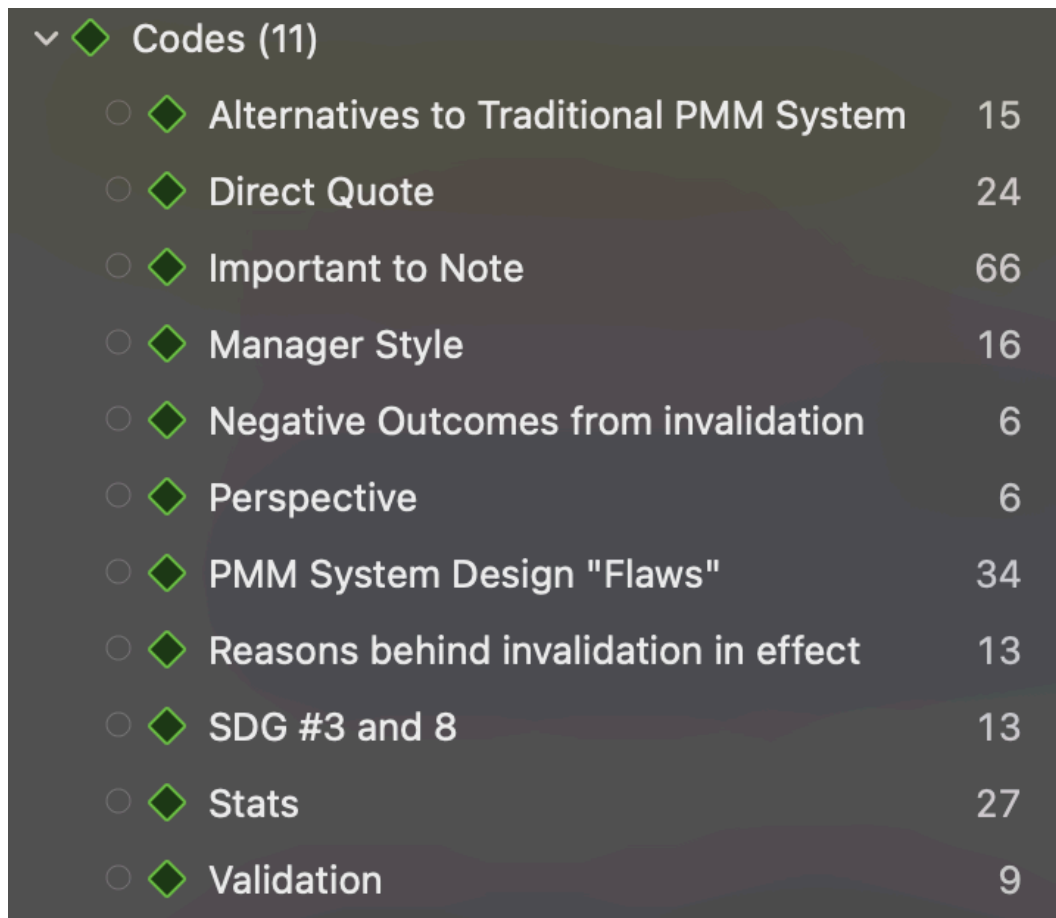 Codes (11)
Alternatives to Traditional PMM System 15
Direct Quote 24
Important to Note 66
Manager Style 16
Negative Outcomes from invalidation 6
Perspective 6
PMM System Design "Flaws" 34
Reasons behind invalidation in effect 13
SDG #3 and 8 13
Stats 27
Validation 9